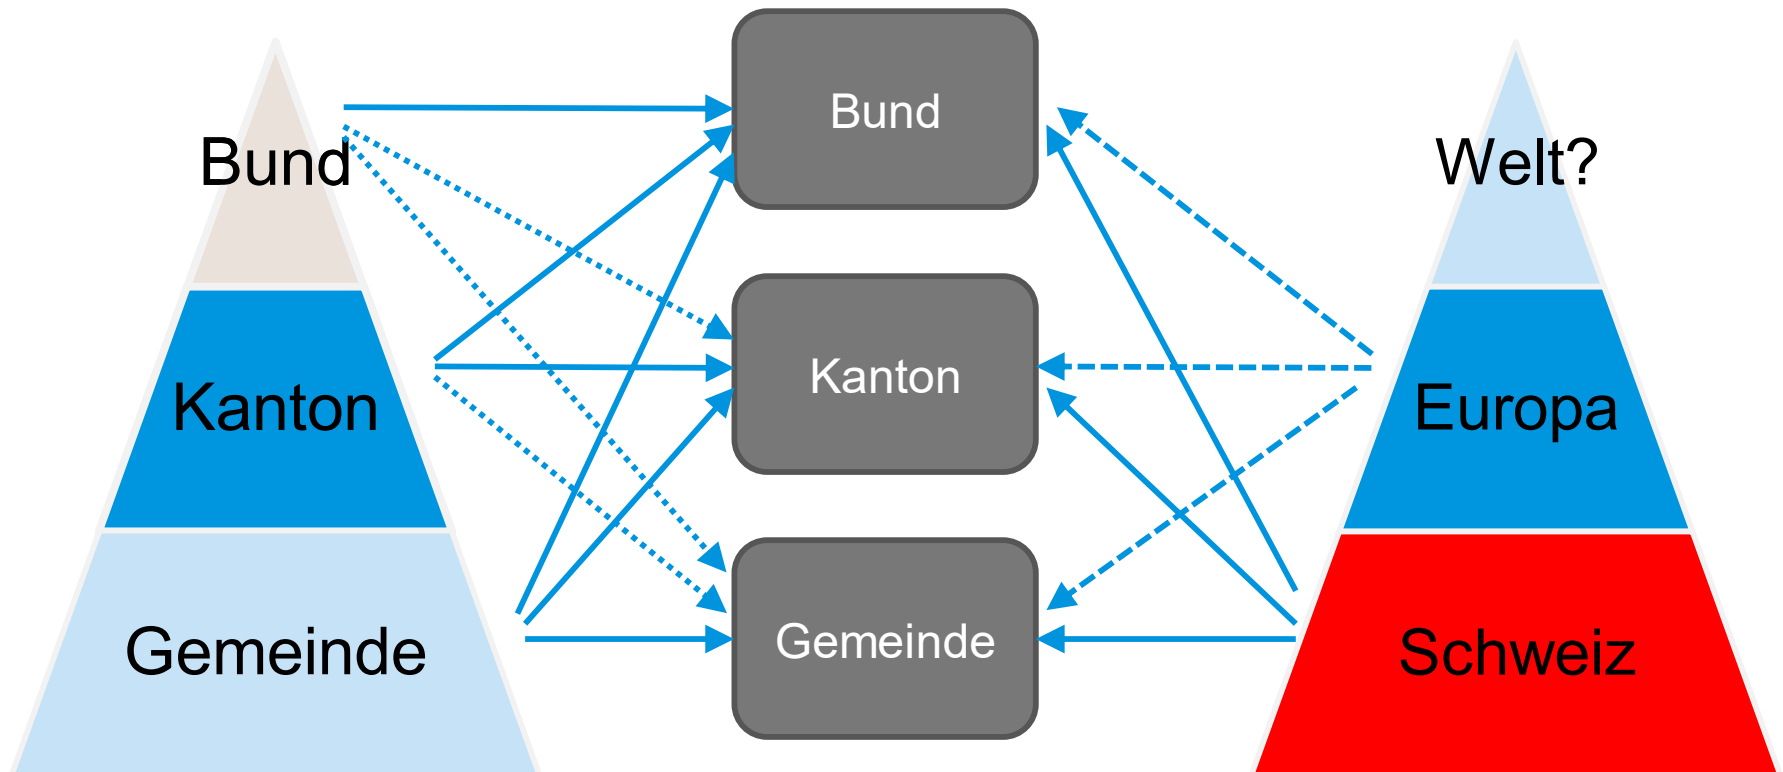 Bund
Kanton
Gemeinde
Bund
Kanton
Gemeinde
Welt?
Europa
Schweiz